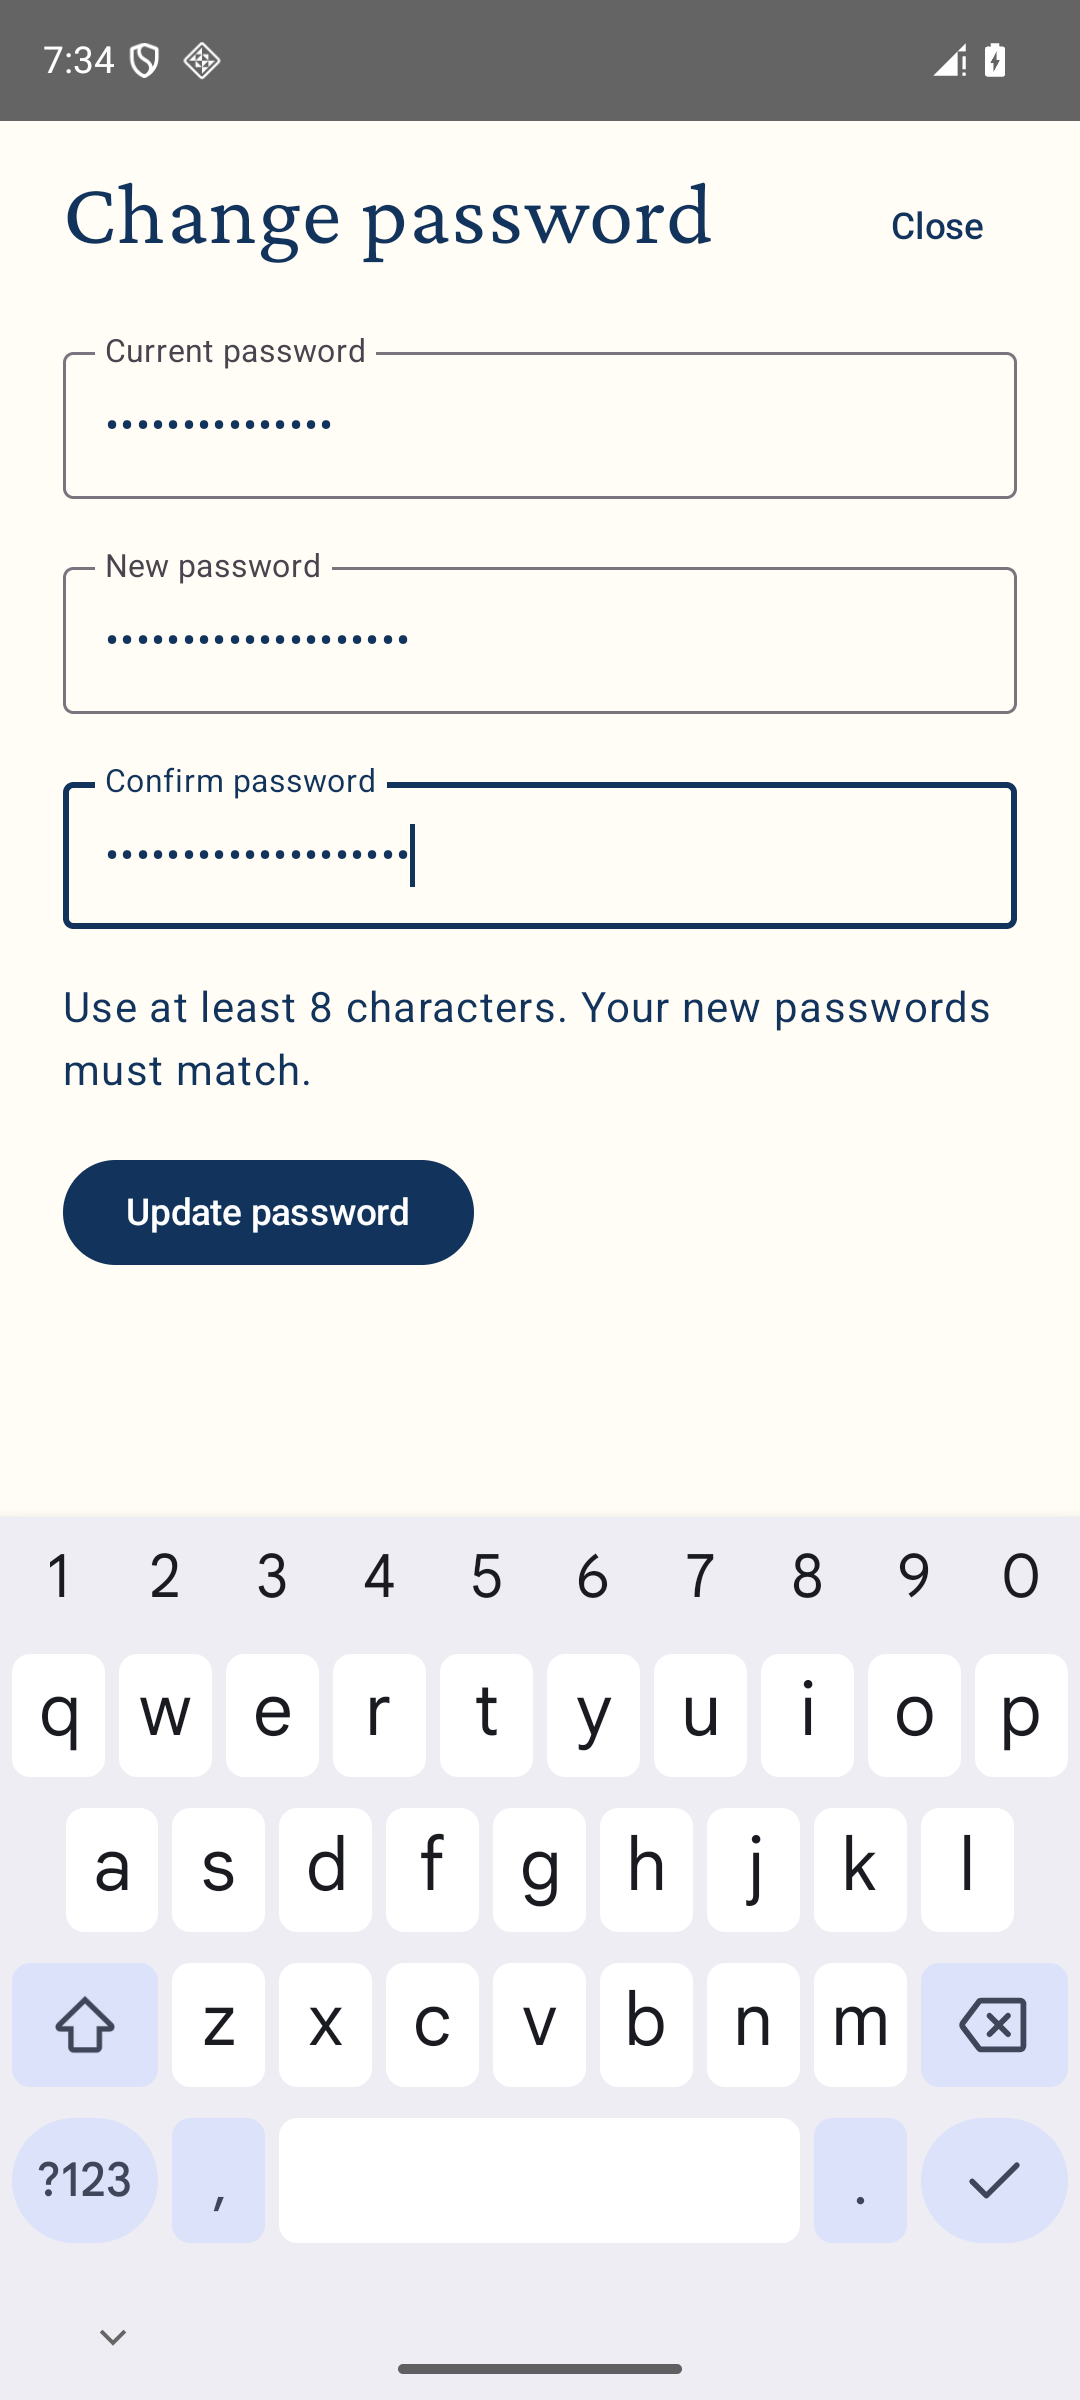 7:34
Change password
Close
Current password
•••••••••••••••
New password
••••••••••••••••••••
Confirm password
••••••••••••••••••••
Use at least 8 characters. Your new passwords
must match.
Update password
1 2 3 4 5 6 7 8 9 0
q w e r t y u i o p
a s d f g h j k l
z x c v b n m
?123 , .